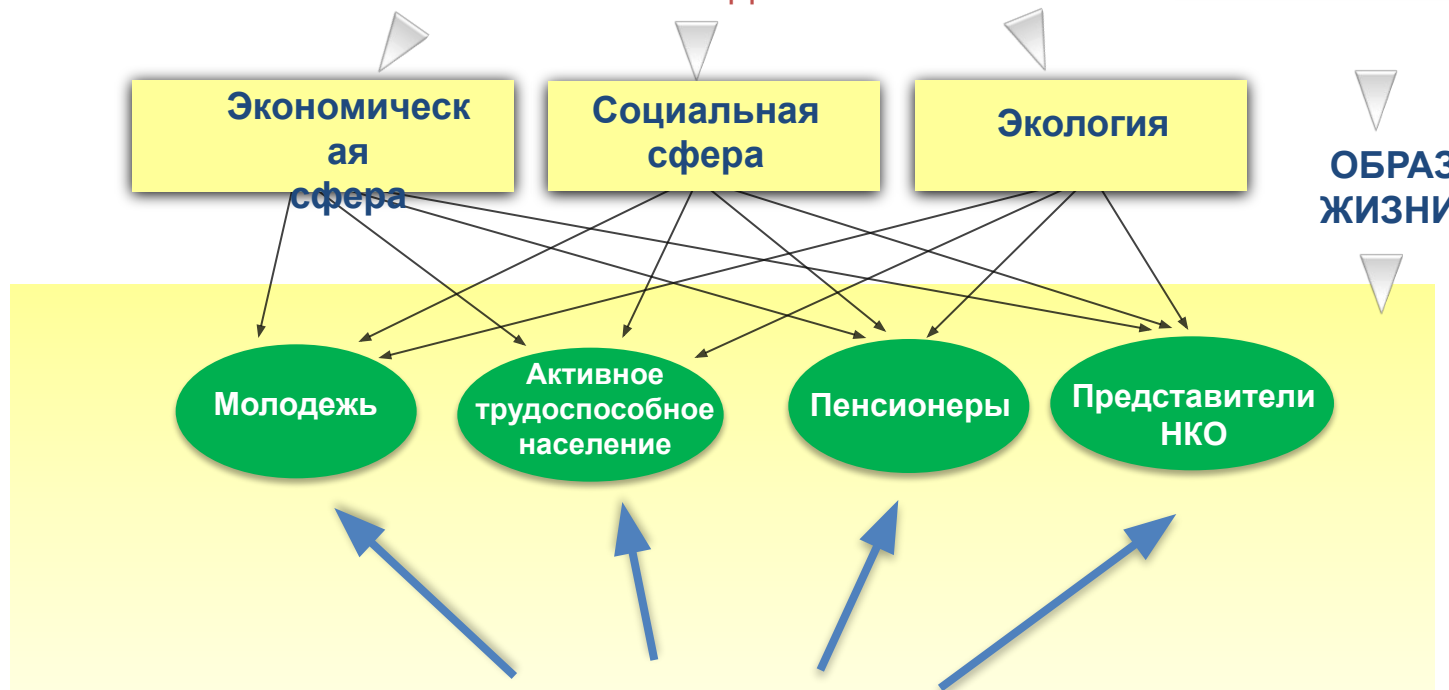 Экономическ
ая
сфера
Социальная
сфера
Экология
ОБРАЗ
ЖИЗНИ
Молодежь
Активное
трудоспособное
население
Пенсионеры
Представители
НКО